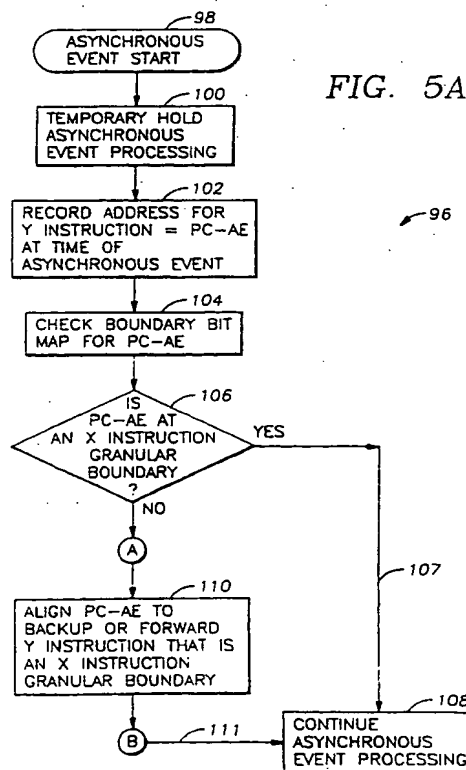 98
ASYNCHRONOUS
EVENT START
FIG. 5A
100
TEMPORARY HOLD
ASYNCHRONOUS
EVENT PROCESSING
102
RECORD ADDRESS FOR
Y INSTRUCTION = PC-AE
AT TIME OF
ASYNCHRONOUS EVENT
96
104
CHECK BOUNDARY BIT
MAP FOR PC-AE
106
IS
PC-AE AT
AN X INSTRUCTION
GRANULAR
BOUNDARY
?
YES
NO
A
107
110
ALIGN PC-AE TO
BACKUP OR FORWARD
Y INSTRUCTION THAT IS
AN X INSTRUCTION
GRANULAR BOUNDARY
B
111
108
CONTINUE
ASYNCHRONOUS
EVENT PROCESSING